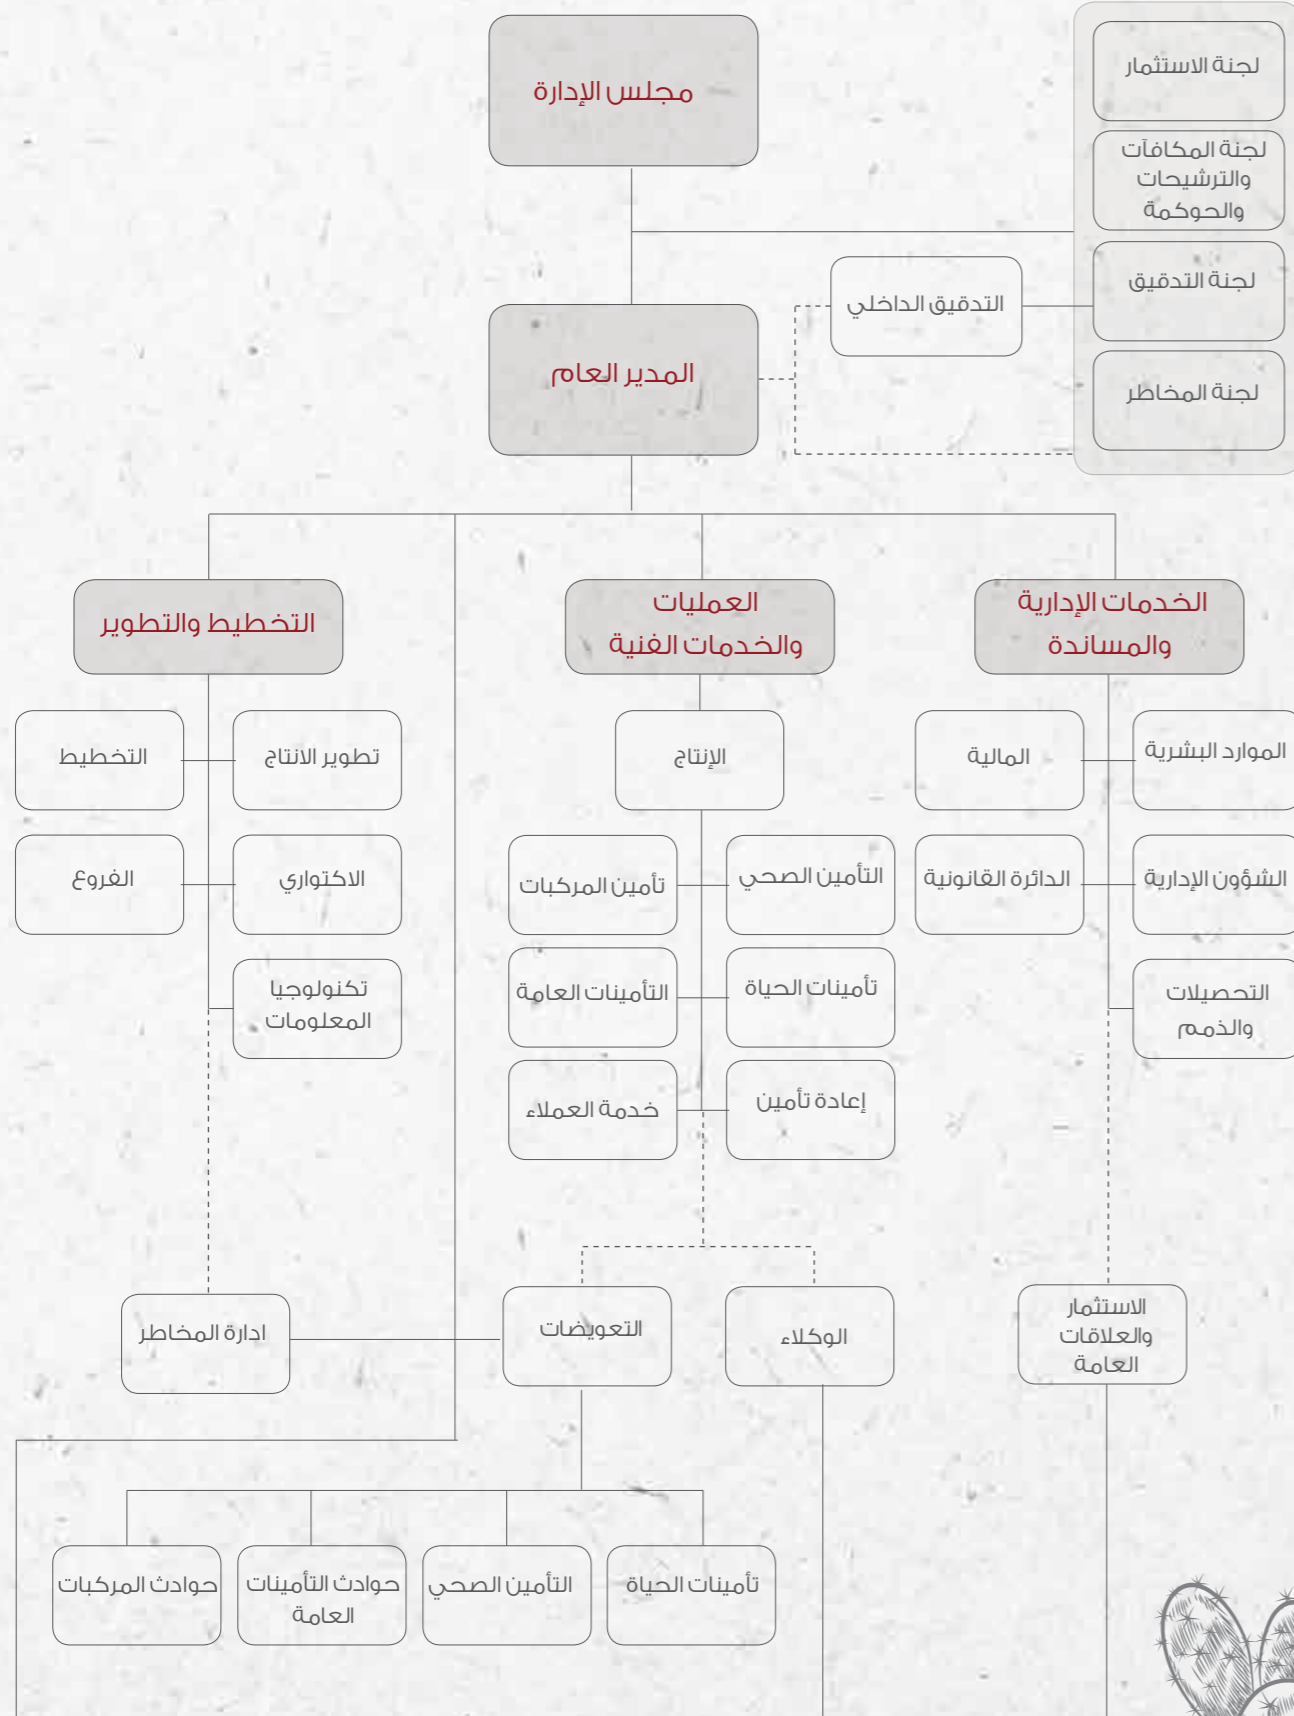 مجلس الإدارة
لجنة الاستثمار
لجنة المكافآت
والترشيحات
والحوكمة
لجنة التدقيق
لجنة المخاطر
التدقيق الداخلي
المدير العام
الخدمات الإدارية
والمساندة
العمليات
والخدمات الفنية
التخطيط والتطوير
الموارد البشرية
المالية
الشؤون الإدارية
الدائرة القانونية
التحصيلات
والذمم
الإنتاج
التأمين الصحي
تأمين المركبات
تأمينات الحياة
التأمينات العامة
إعادة تأمين
خدمة العملاء
تطوير الانتاج
التخطيط
الاكتواري
الفروع
تكنولوجيا
المعلومات
الاستثمار
والعلاقات
العامة
الوكلاء
التعويضات
ادارة المخاطر
تأمينات الحياة
التأمين الصحي
حوادث التأمينات
العامة
حوادث المركبات